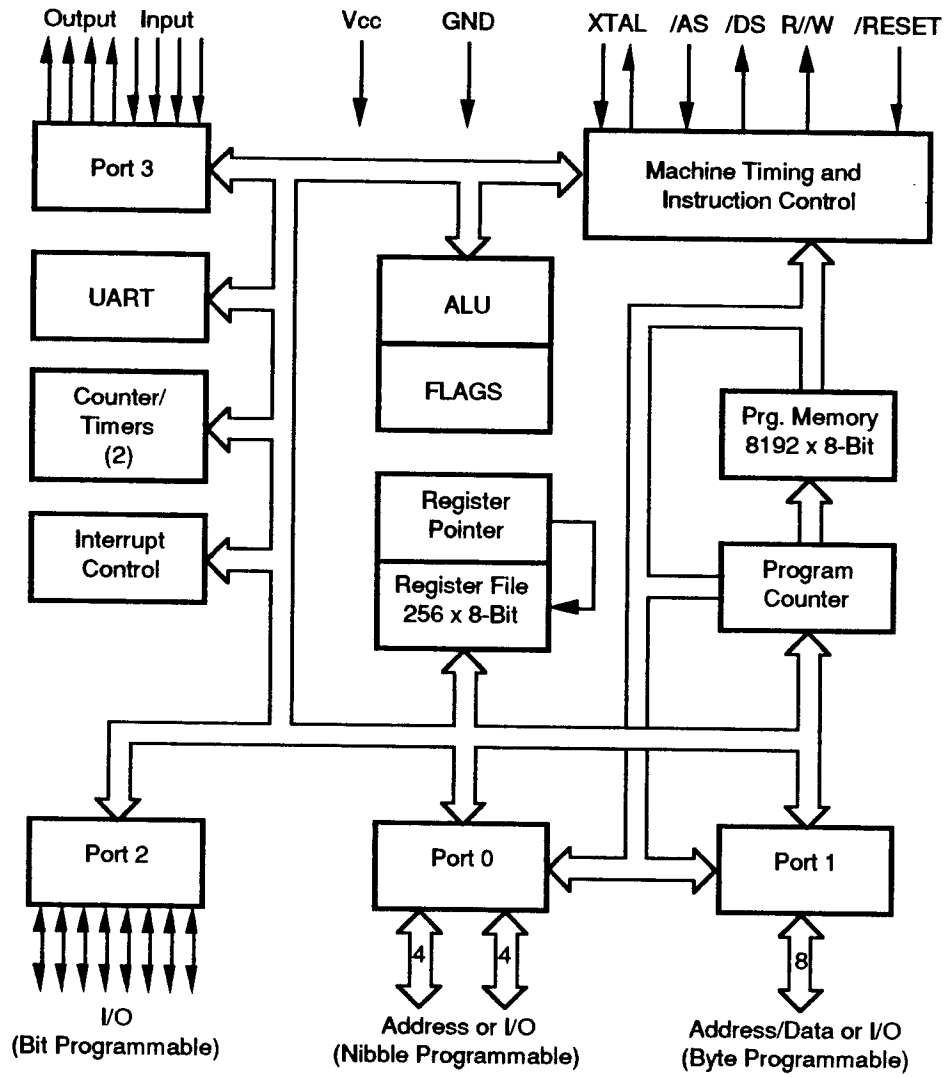 Output Input Vcc GND XTAL /AS /DS R//W /RESET
Port 3
Machine Timing and
Instruction Control
UART
ALU
FLAGS
Counter/
Timers
(2)
Prg. Memory
8192 x 8-Bit
Register
Pointer
Interrupt
Control
Program
Counter
Register File
256 x 8-Bit
Port 2
Port 0
Port 1
4
4
8
I/O
(Bit Programmable)
Address or I/O
(Nibble Programmable)
Address/Data or I/O
(Byte Programmable)